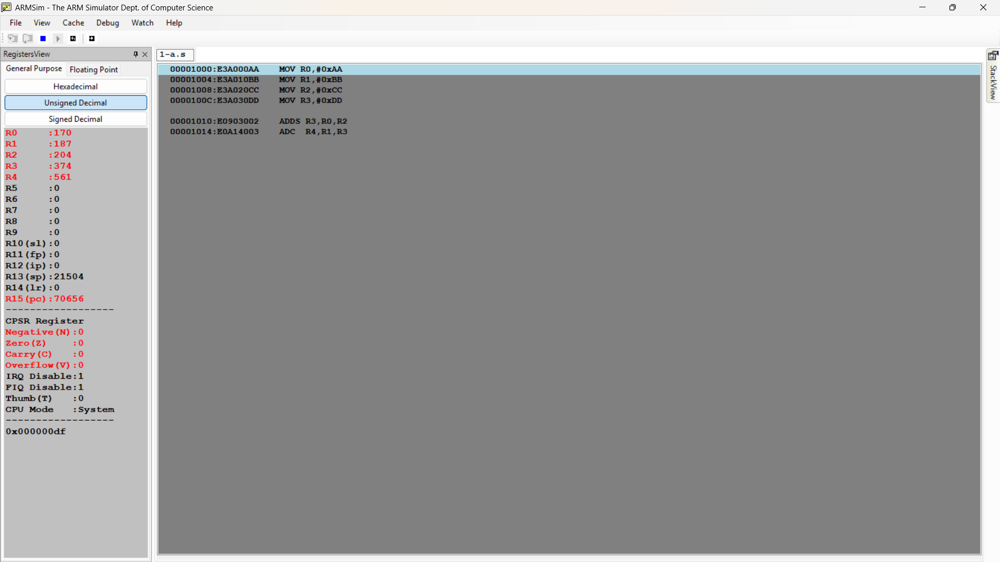 ARMSim - The ARM Simulator Dept. of Computer Science
File View Cache Debug Watch Help
RegistersView
General Purpose Floating Point
Hexadecimal
Unsigned Decimal
Signed Decimal
R0 :170
R1 :187
R2 :204
R3 :374
R4 :561
R5 :0
R6 :0
R7 :0
R8 :0
R9 :0
R10(sl):0
R11(fp):0
R12(ip):0
R13(sp):21504
R14(lr):0
R15(pc):70656
------------------
CPSR Register
Negative(N):0
Zero(Z) :0
Carry(C) :0
Overflow(V):0
IRQ Disable:1
FIQ Disable:1
Thumb(T) :0
CPU Mode :System
------------------
0x000000df
1-a.s
00001000:E3A000AA MOV R0,#0xAA
00001004:E3A010BB MOV R1,#0xBB
00001008:E3A020CC MOV R2,#0xCC
0000100C:E3A030DD MOV R3,#0xDD
00001010:E0903002 ADDS R3,R0,R2
00001014:E0A14003 ADC R4,R1,R3
StackView